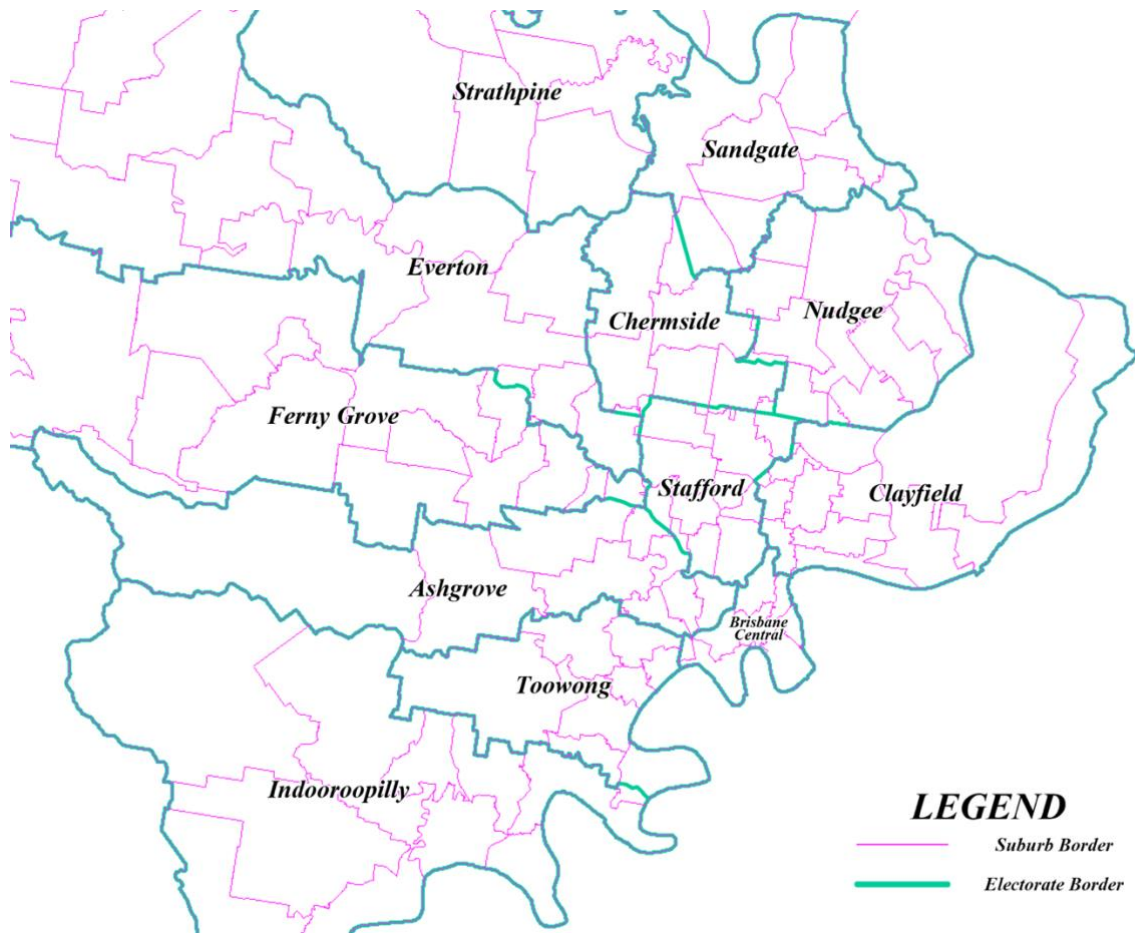 Strathpine
Sandgate
Everton
Chermside
Nudgee
Ferny Grove
Stafford
Clayfield
Ashgrove
Brisbane
Central
Toowong
Indooroopilly
LEGEND
Suburb Border
Electorate Border